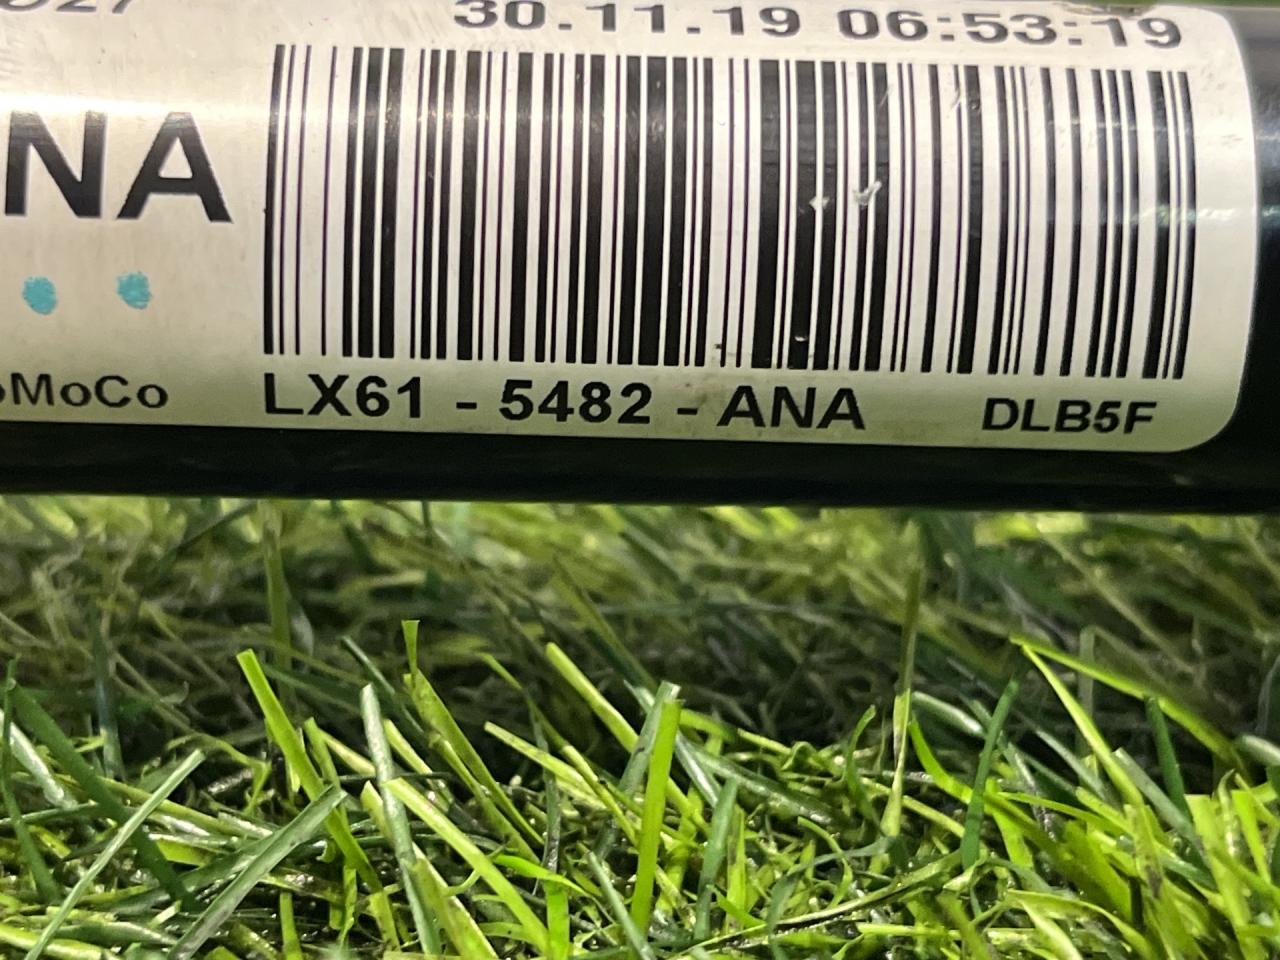 30.11.19 06:53:19
NA
MoCo
LX61 - 5482 - ANA DLB5F